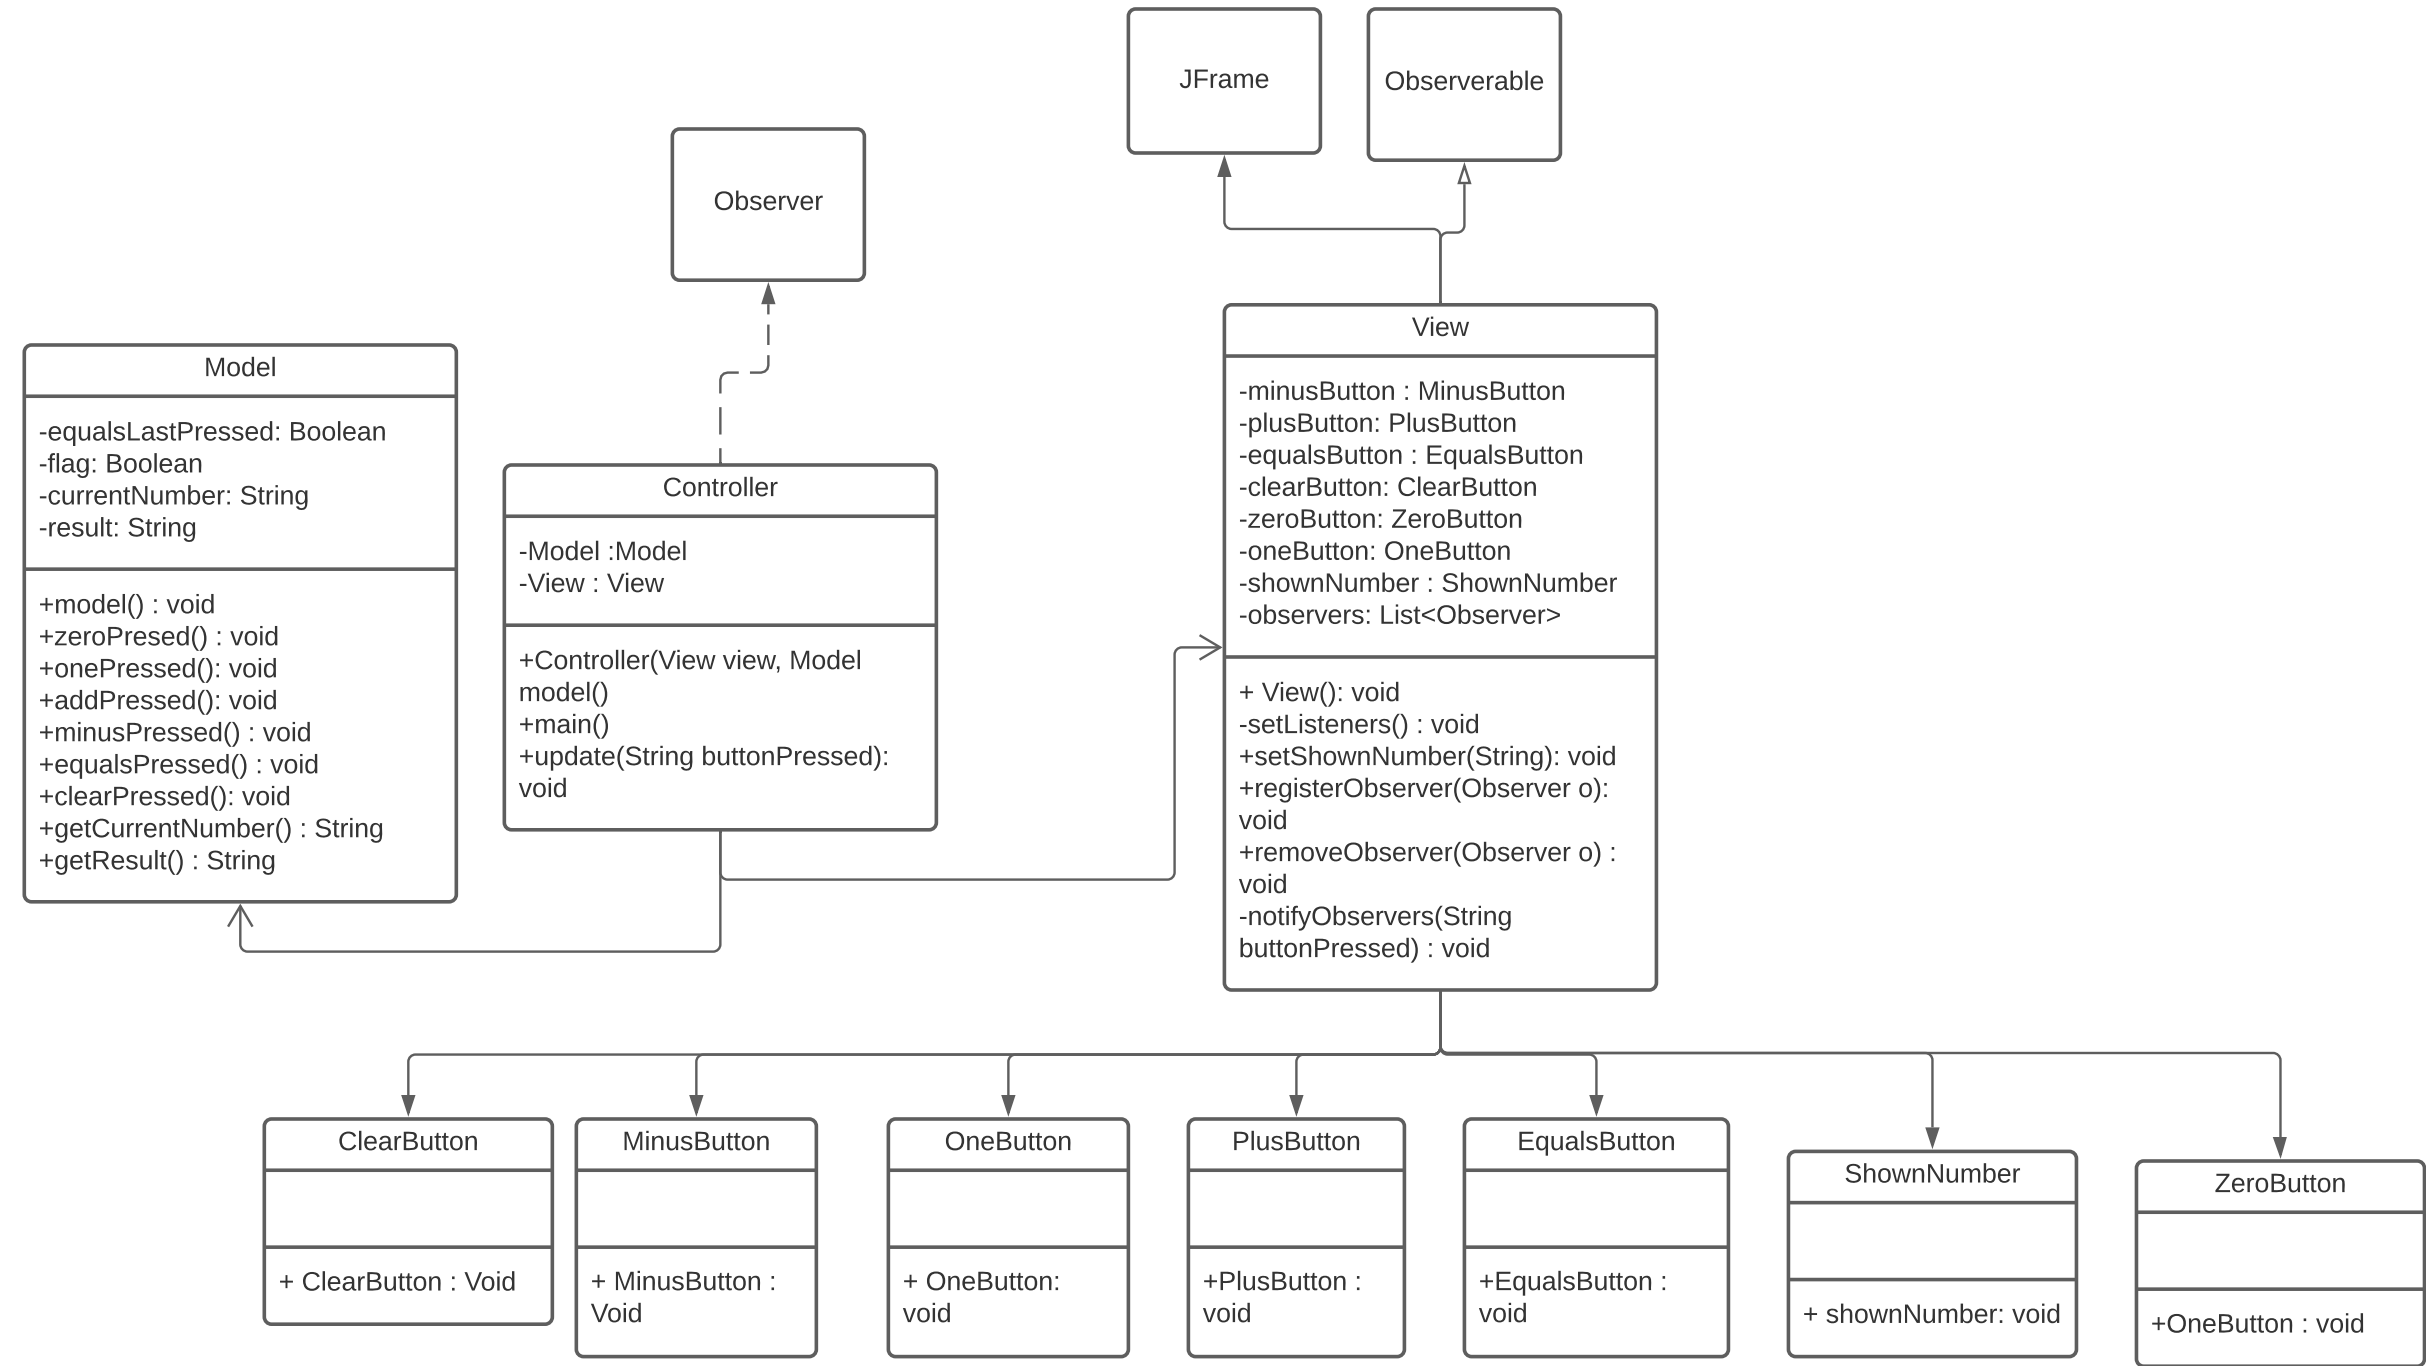 JFrame
Observerable
Observer
Model
-equalsLastPressed: Boolean
-flag: Boolean
-currentNumber: String
-result: String
+model() : void
+zeroPresed() : void
+onePressed(): void
+addPressed(): void
+minusPressed() : void
+equalsPressed() : void
+clearPressed(): void
+getCurrentNumber() : String
+getResult() : String
Controller
-Model :Model
-View : View
+Controller(View view, Model
model()
+main()
+update(String buttonPressed):
void
View
-minusButton : MinusButton
-plusButton: PlusButton
-equalsButton : EqualsButton
-clearButton: ClearButton
-zeroButton: ZeroButton
-oneButton: OneButton
-shownNumber : ShownNumber
-observers: List<Observer>
+ View(): void
-setListeners() : void
+setShownNumber(String): void
+registerObserver(Observer o):
void
+removeObserver(Observer o) :
void
-notifyObservers(String
buttonPressed) : void
ClearButton
+ ClearButton : Void
MinusButton
+ MinusButton :
Void
OneButton
+ OneButton:
void
PlusButton
+PlusButton :
void
EqualsButton
+EqualsButton :
void
ShownNumber
+ shownNumber: void
ZeroButton
+OneButton : void